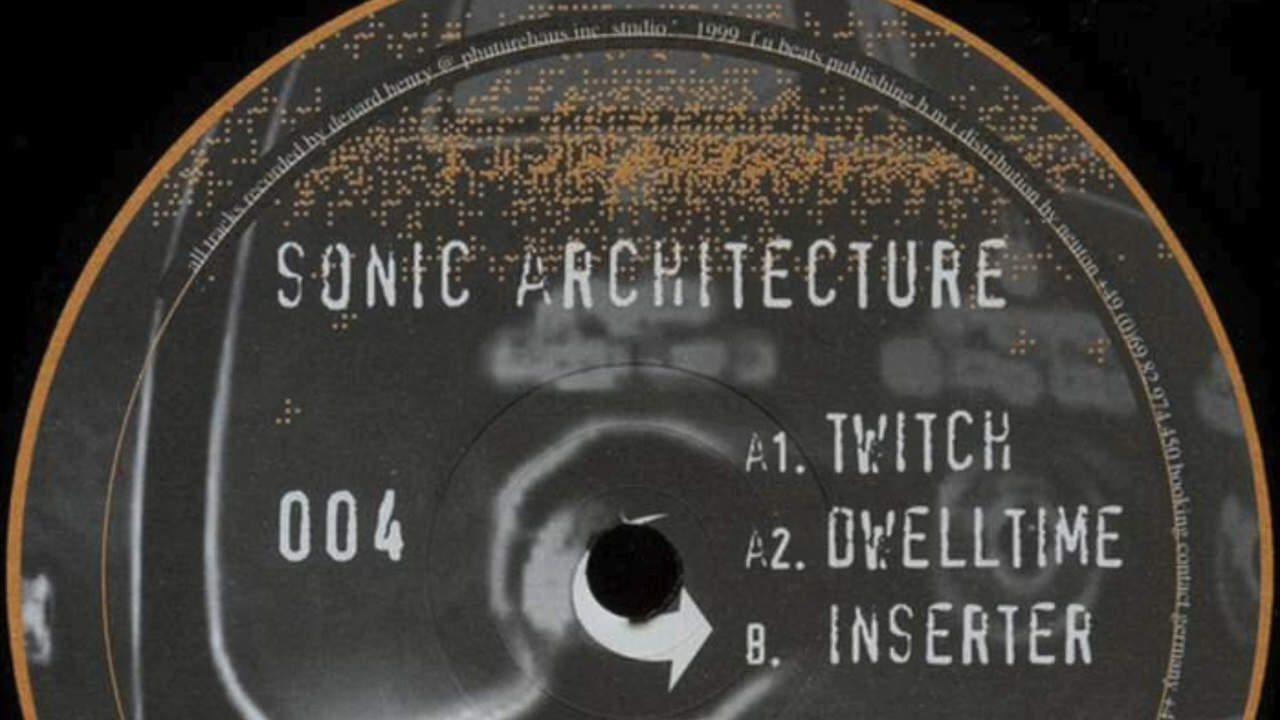 all tracks recorded by denard henry @ phuturehaus inc. studio 1999 f.u beats publishing b.m.i distribution by neuton +49 (0)69 82 974 450 booking contact germany
SONIC ARCHITECTURE
004
A1. TWITCH
A2. DWELLTIME
B. INSERTER